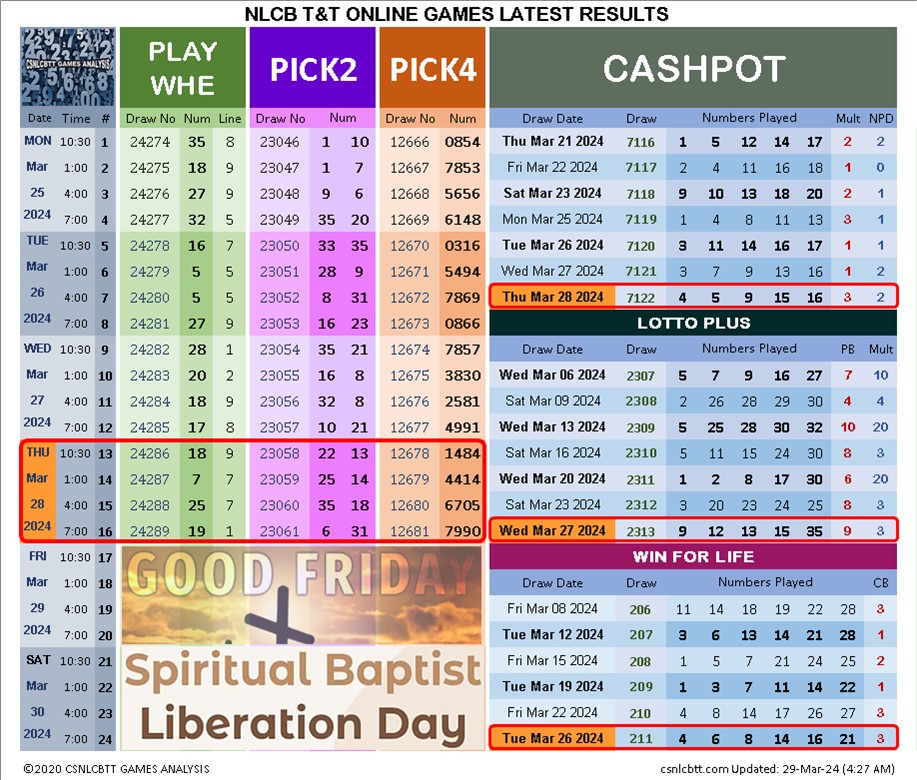 NLCB T&T ONLINE GAMES LATEST RESULTS
CSNLCBTT GAMES ANALYSIS
PLAY WHE PICK2 PICK4 CASHPOT
Date Time # Draw No Num Line Draw No Num Draw No Num
MON 10:30 1 24274 35 8 23046 1 10 12666 0854
Mar 1:00 2 24275 18 9 23047 1 7 12667 7853
25 4:00 3 24276 27 9 23048 9 6 12668 5656
2024 7:00 4 24277 32 5 23049 35 20 12669 6148
TUE 10:30 5 24278 16 7 23050 33 35 12670 0316
Mar 1:00 6 24279 5 5 23051 28 9 12671 5494
26 4:00 7 24280 5 5 23052 8 31 12672 7869
2024 7:00 8 24281 27 9 23053 16 23 12673 0866
WED 10:30 9 24282 28 1 23054 35 21 12674 7857
Mar 1:00 10 24283 20 2 23055 16 8 12675 3830
27 4:00 11 24284 18 9 23056 32 8 12676 2581
2024 7:00 12 24285 17 8 23057 10 21 12677 4991
THU 10:30 13 24286 18 9 23058 22 13 12678 1484
Mar 1:00 14 24287 7 7 23059 25 14 12679 4414
28 4:00 15 24288 25 7 23060 35 18 12680 6705
2024 7:00 16 24289 19 1 23061 6 31 12681 7990
FRI 10:30 17
Mar 1:00 18
29 4:00 19
2024 7:00 20
SAT 10:30 21
Mar 1:00 22
30 4:00 23
2024 7:00 24
GOOD FRIDAY
Spiritual Baptist
Liberation Day
Draw Date Draw Numbers Played Mult NPD
Thu Mar 21 2024 7116 1 5 12 14 17 2 2
Fri Mar 22 2024 7117 2 4 11 16 18 1 0
Sat Mar 23 2024 7118 9 10 13 18 20 2 1
Mon Mar 25 2024 7119 1 4 8 11 13 3 1
Tue Mar 26 2024 7120 3 11 14 16 17 1 1
Wed Mar 27 2024 7121 3 7 9 13 16 1 2
Thu Mar 28 2024 7122 4 5 9 15 16 3 2
LOTTO PLUS
Draw Date Draw Numbers Played PB Mult
Wed Mar 06 2024 2307 5 7 9 16 27 7 10
Sat Mar 09 2024 2308 2 26 28 29 30 4 4
Wed Mar 13 2024 2309 5 25 28 30 32 10 20
Sat Mar 16 2024 2310 5 11 15 24 30 8 3
Wed Mar 20 2024 2311 1 2 8 17 30 6 20
Sat Mar 23 2024 2312 3 20 23 24 25 8 3
Wed Mar 27 2024 2313 9 12 13 15 35 9 3
WIN FOR LIFE
Draw Date Draw Numbers Played CB
Fri Mar 08 2024 206 11 14 18 19 22 28 3
Tue Mar 12 2024 207 3 6 13 14 21 28 1
Fri Mar 15 2024 208 1 5 7 21 24 25 2
Tue Mar 19 2024 209 1 3 7 11 14 22 1
Fri Mar 22 2024 210 4 8 14 17 26 27 3
Tue Mar 26 2024 211 4 6 8 14 16 21 3
©2020 CSNLCBTT GAMES ANALYSIS
csnlcbtt.com Updated: 29-Mar-24 (4:27 AM)